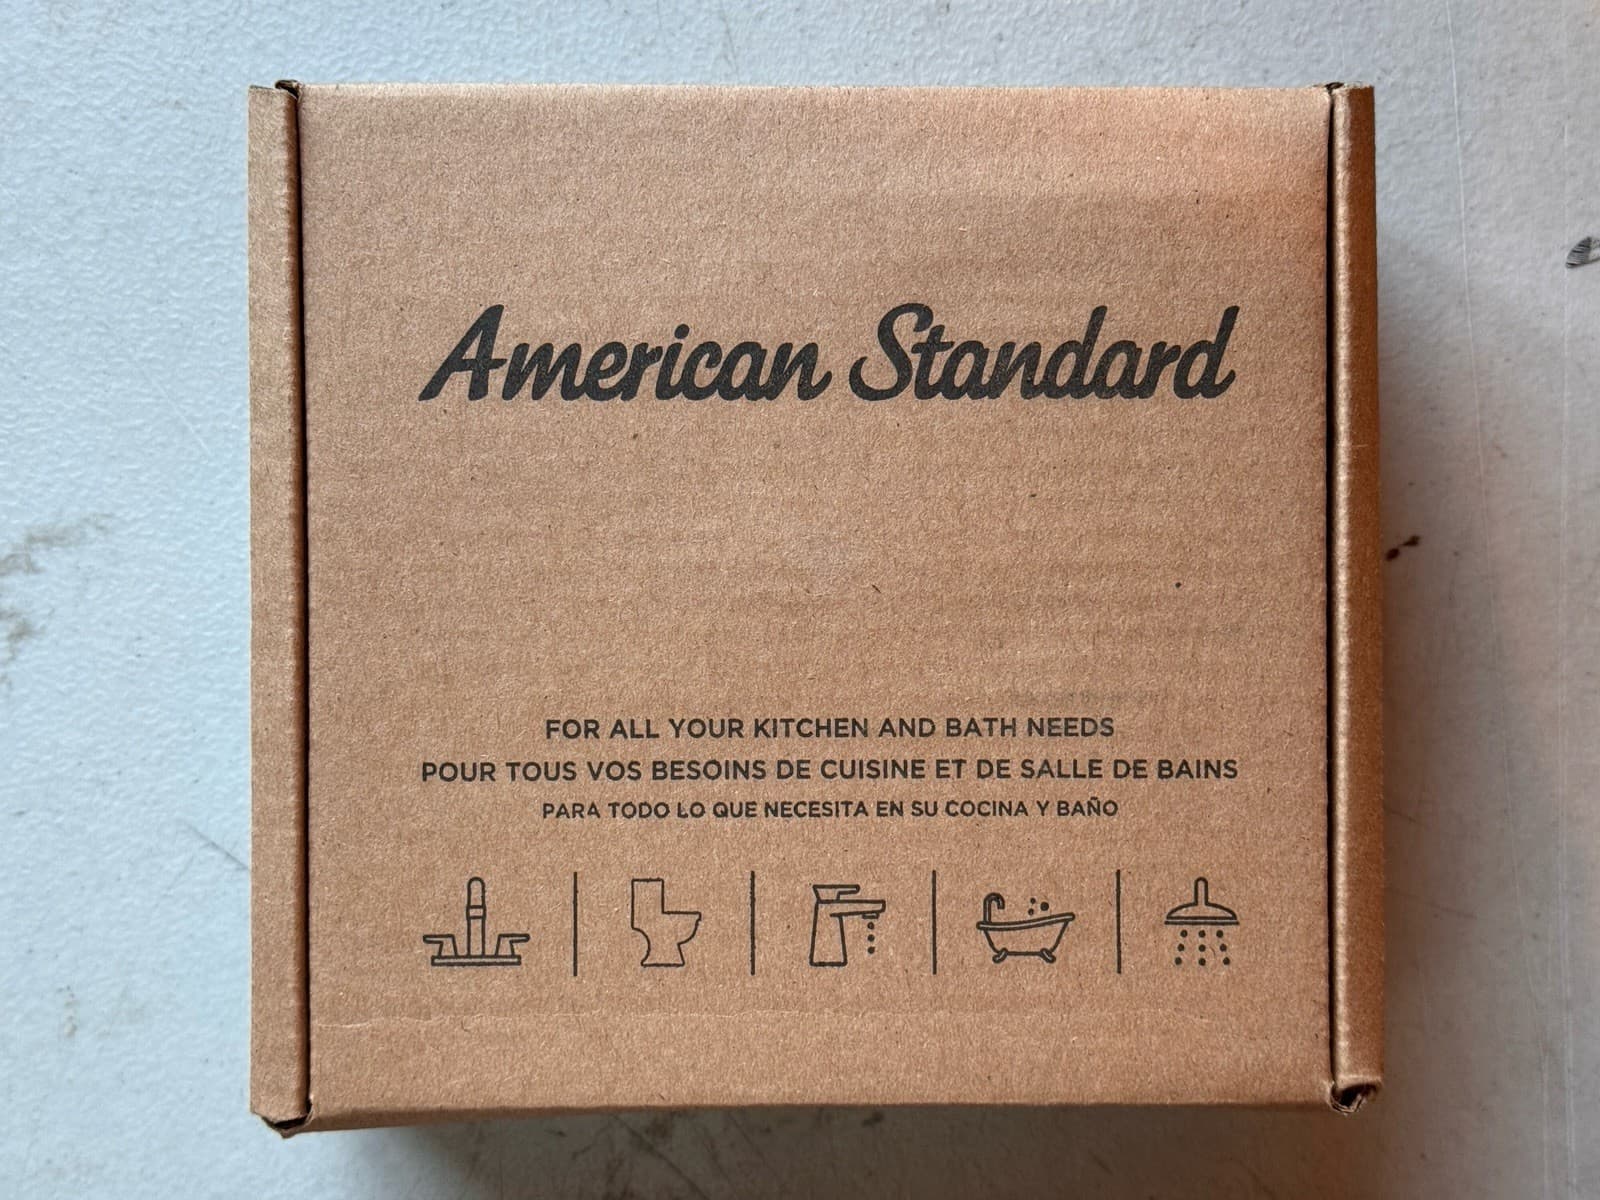 American Standard
FOR ALL YOUR KITCHEN AND BATH NEEDS
POUR TOUS VOS BESOINS DE CUISINE ET DE SALLE DE BAINS
PARA TODO LO QUE NECESITA EN SU COCINA Y BAÑO